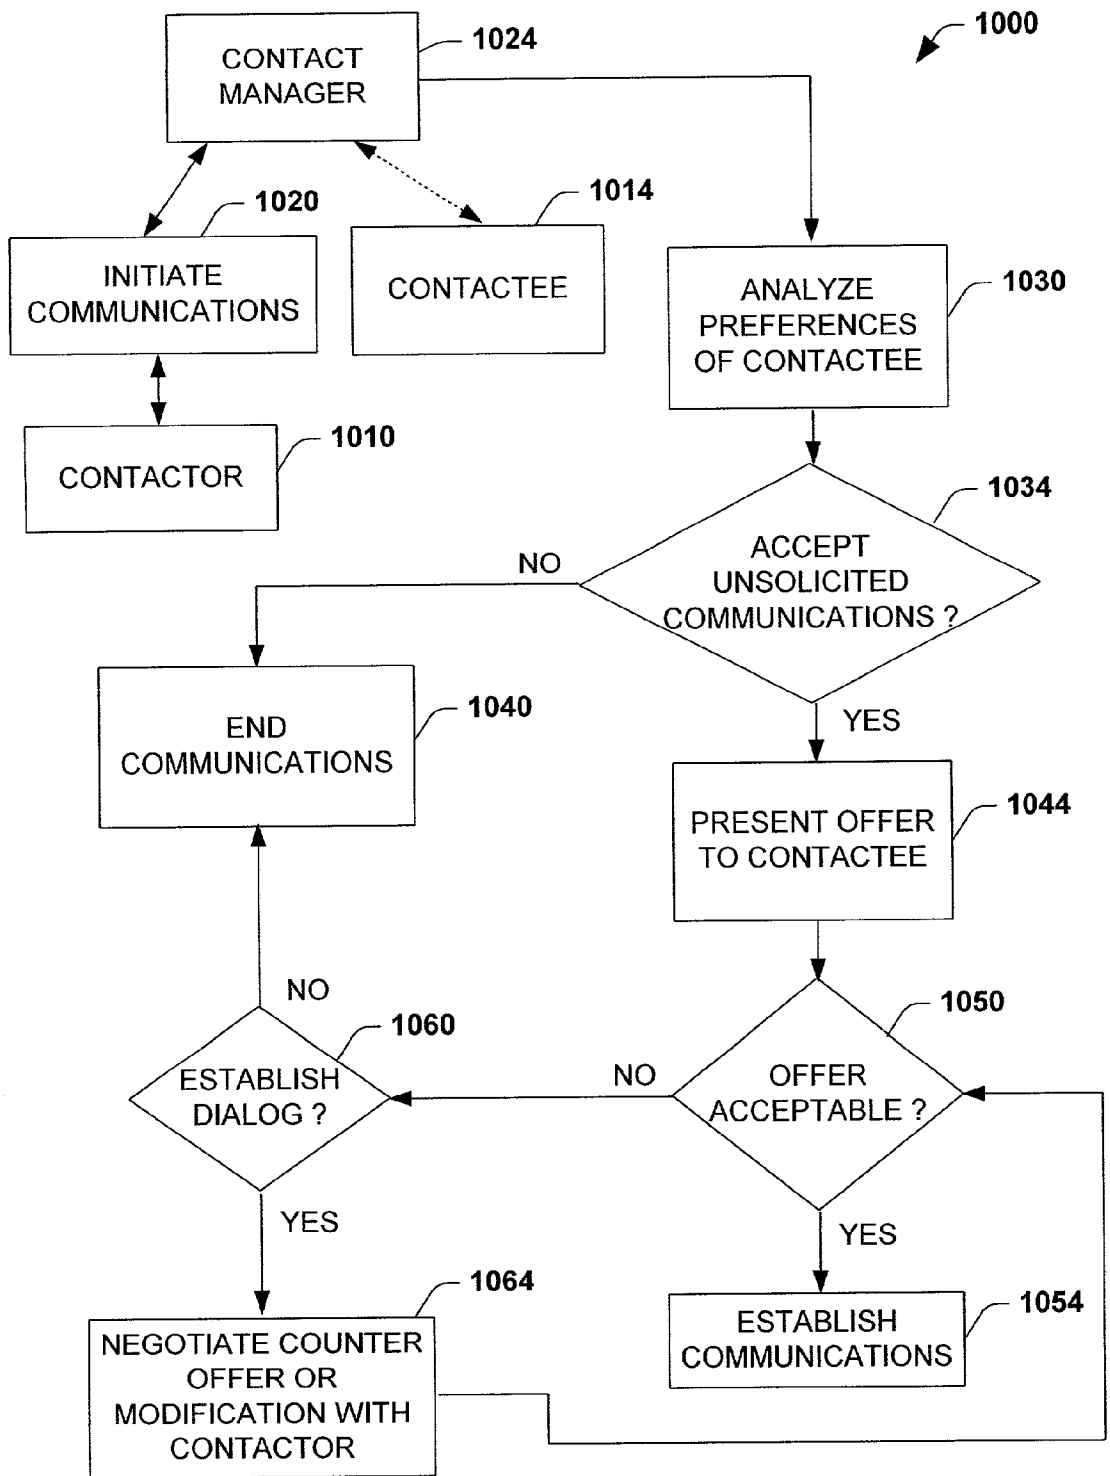 1000
1024
CONTACT
MANAGER
1020
1014
INITIATE
COMMUNICATIONS
CONTACTEE
1030
ANALYZE
PREFERENCES
OF CONTACTEE
1010
CONTACTOR
1034
ACCEPT
UNSOLICITED
COMMUNICATIONS ?
NO
YES
1040
END
COMMUNICATIONS
1044
PRESENT OFFER
TO CONTACTEE
1050
OFFER
ACCEPTABLE ?
NO
YES
1060
ESTABLISH
DIALOG ?
NO
YES
1054
ESTABLISH
COMMUNICATIONS
1064
NEGOTIATE COUNTER
OFFER OR
MODIFICATION WITH
CONTACTOR